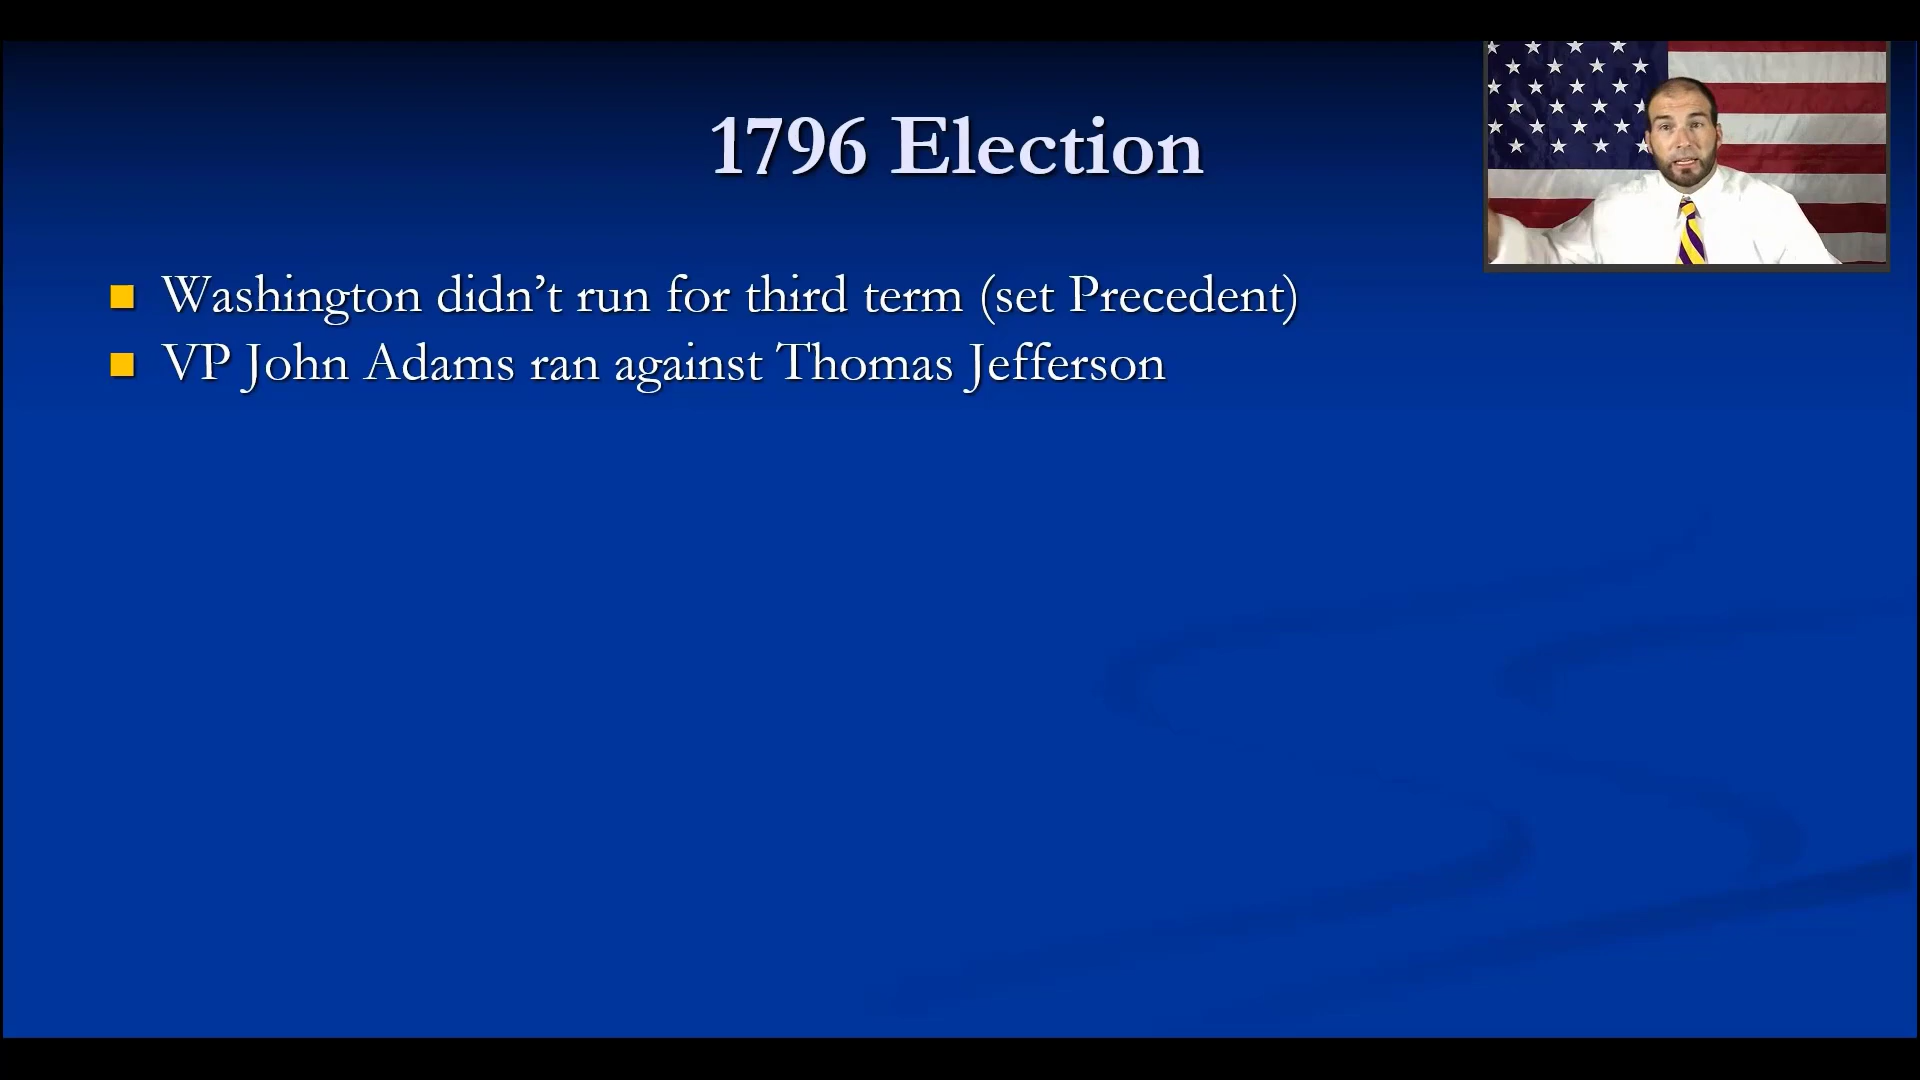 1796 Election
Washington didn't run for third term (set Precedent)
VP John Adams ran against Thomas Jefferson